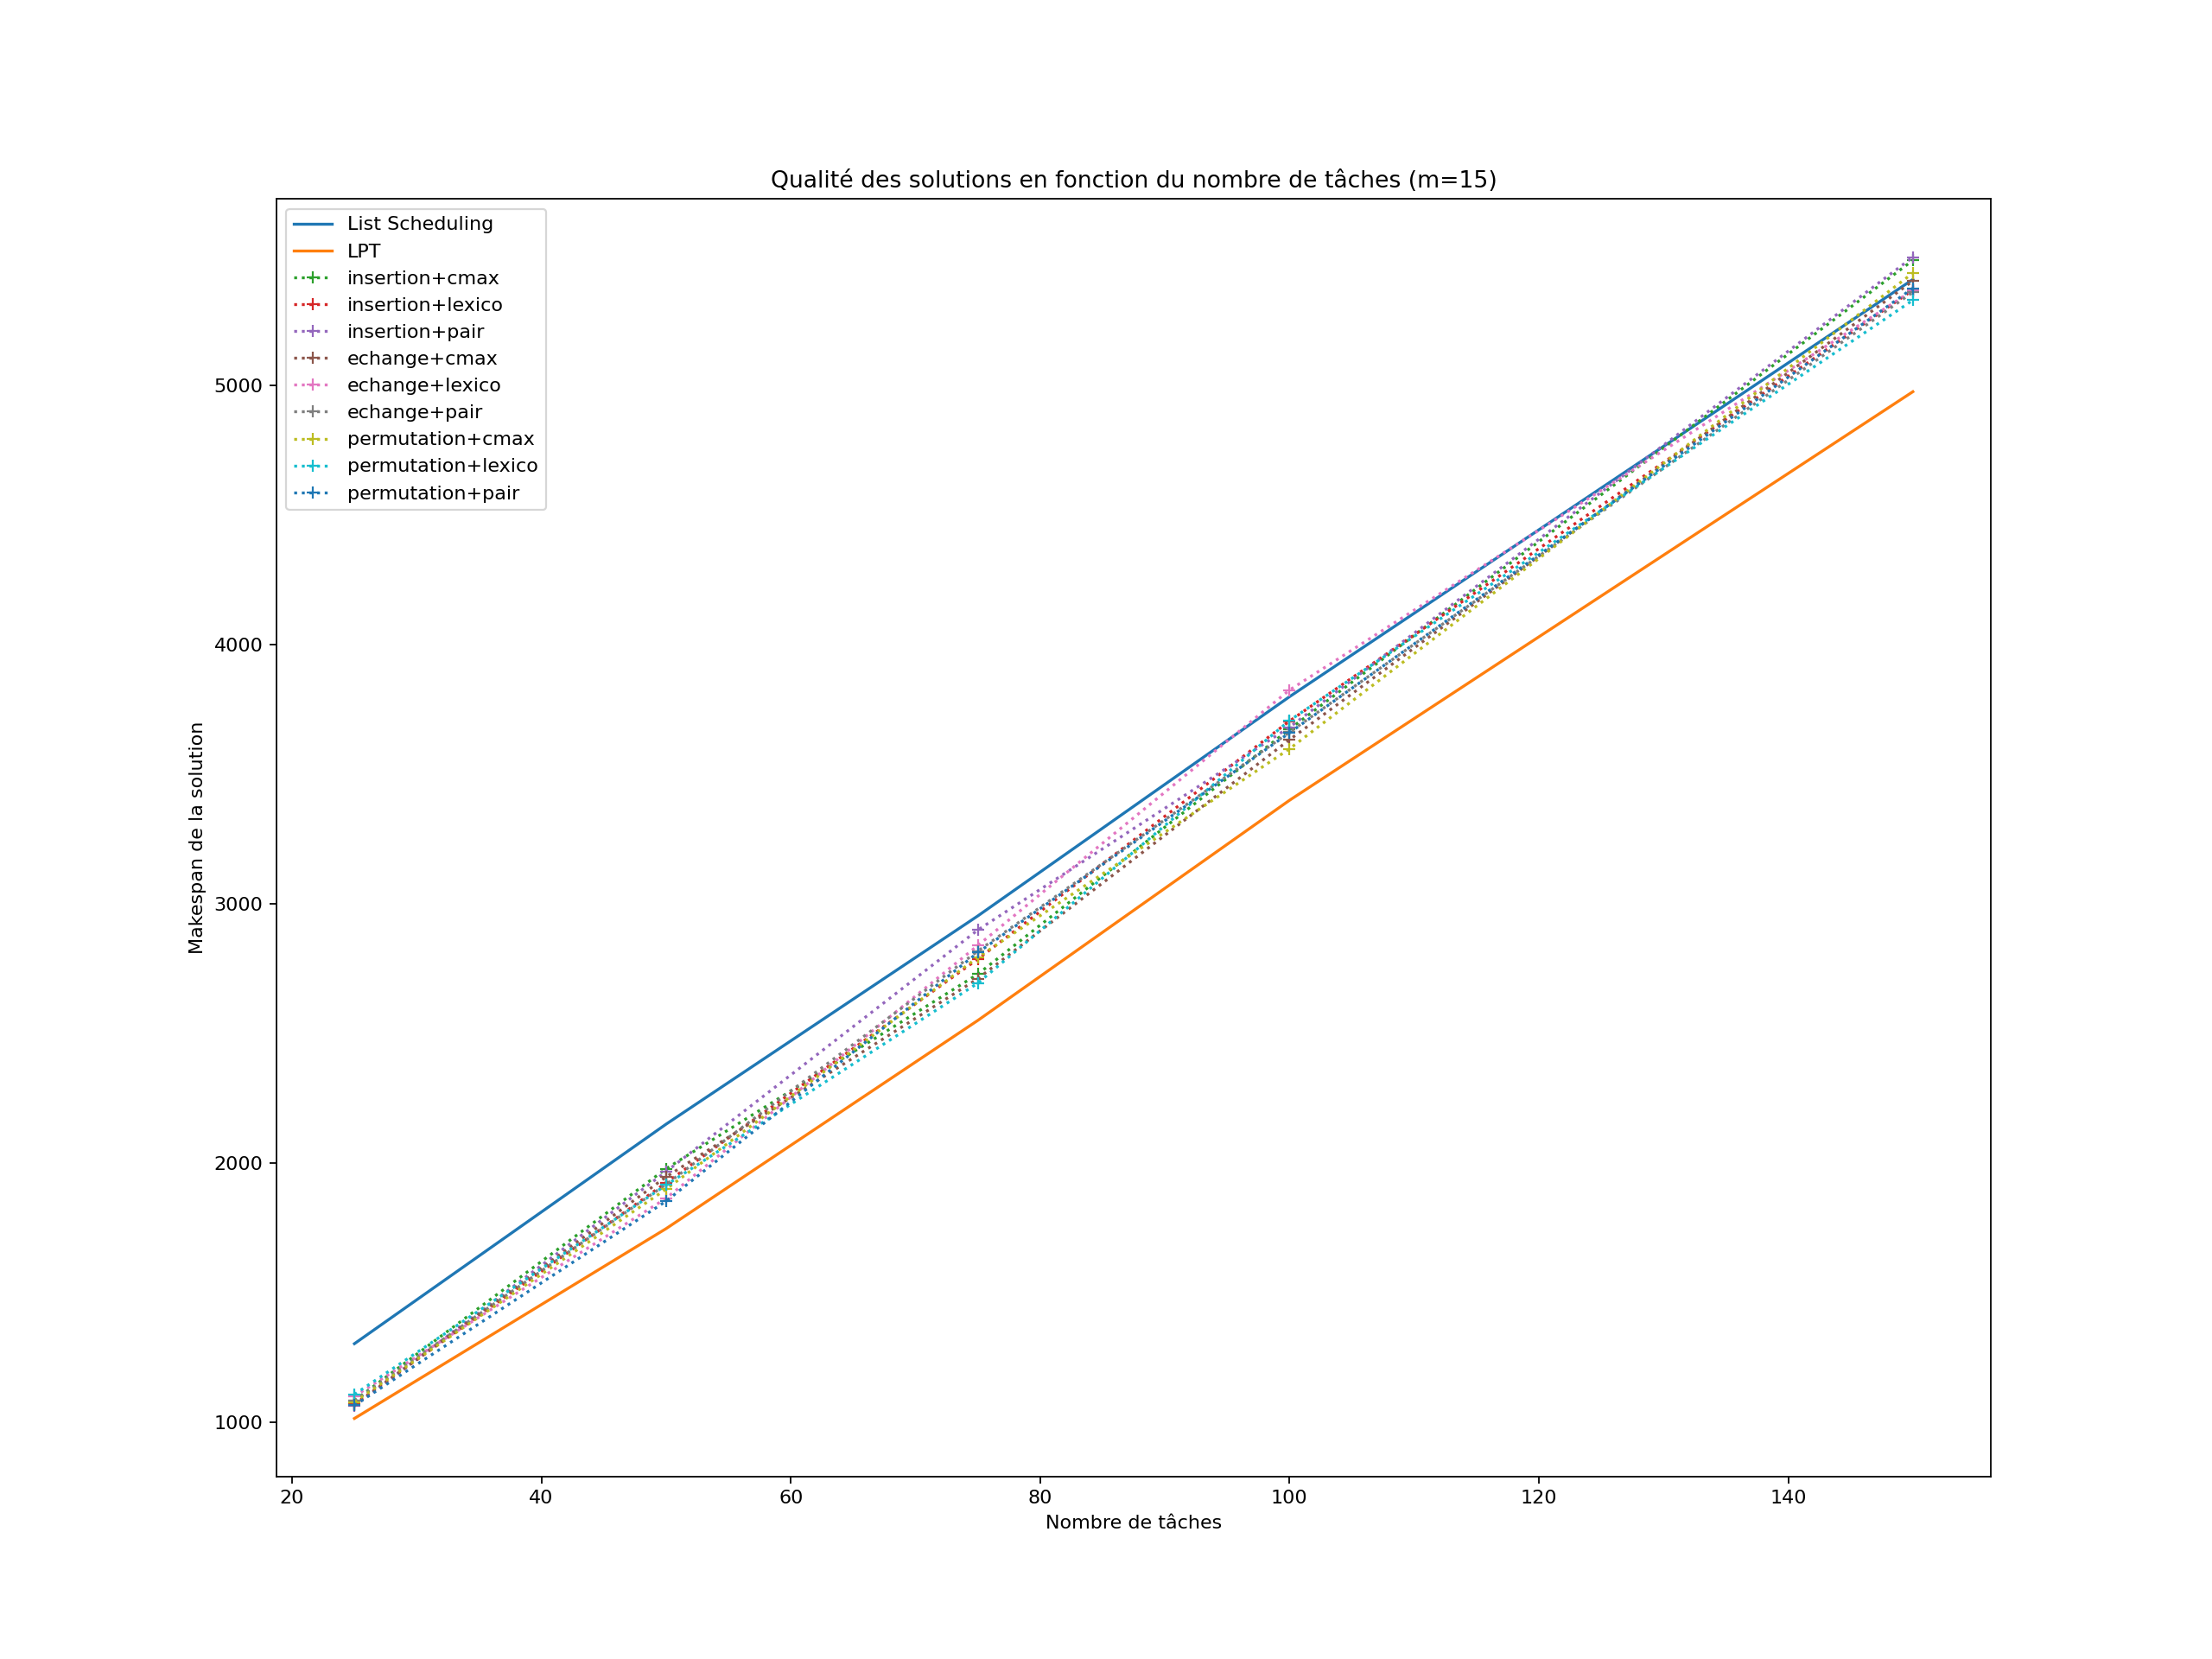 Qualité des solutions en fonction du nombre de tâches (m=15)
List Scheduling
LPT
insertion+cmax
insertion+lexico
insertion+pair
echange+cmax
echange+lexico
echange+pair
permutation+cmax
permutation+lexico
permutation+pair
Makespan de la solution
5000
4000
3000
2000
1000
20 40 60 80 100 120 140
Nombre de tâches